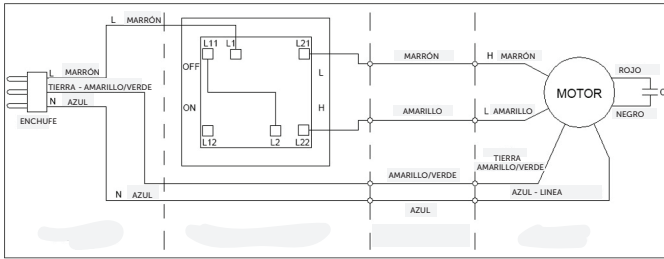 L MARRÓN
L11 L1 L21
OFF
L
MARRÓN
H MARRÓN
ROJO
L MARRÓN
TIERRA - AMARILLO/VERDE
N AZUL
ENCHUFE
ON
H
L12 L2 L22
AMARILLO
L AMARILLO
MOTOR
C
NEGRO
TIERRA
AMARILLO/VERDE
AMARILLO/VERDE
N AZUL
AZUL - LINEA
AZUL